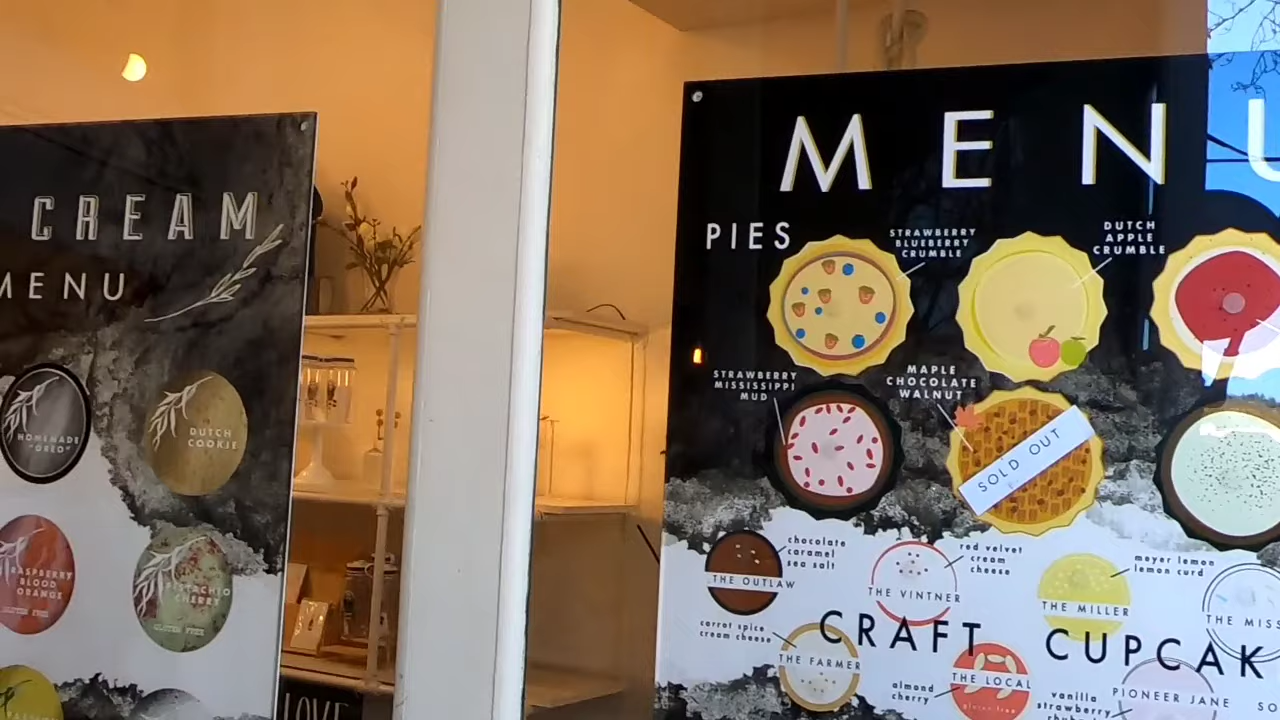 CREAM
MENU
HOMEMADE
"OREO"
DUTCH
COOKIE
RASPBERRY
BLOOD
ORANGE
GLUTEN FREE
PISTACHIO
CHERRY
GLUTEN FREE
LOVE
MENU
PIES
STRAWBERRY
BLUEBERRY
CRUMBLE
DUTCH
APPLE
CRUMBLE
STRAWBERRY
MISSISSIPPI
MUD
MAPLE
CHOCOLATE
WALNUT
SOLD OUT
chocolate
caramel
sea salt
THE OUTLAW
red velvet
cream
cheese
THE VINTNER
meyer lemon
lemon curd
THE MILLER
THE MISS
CRAFT CUPCAK
carrot spice
cream cheese
THE FARMER
almond
cherry
THE LOCAL
gluten free
vanilla
strawberry
PIONEER JANE
SO